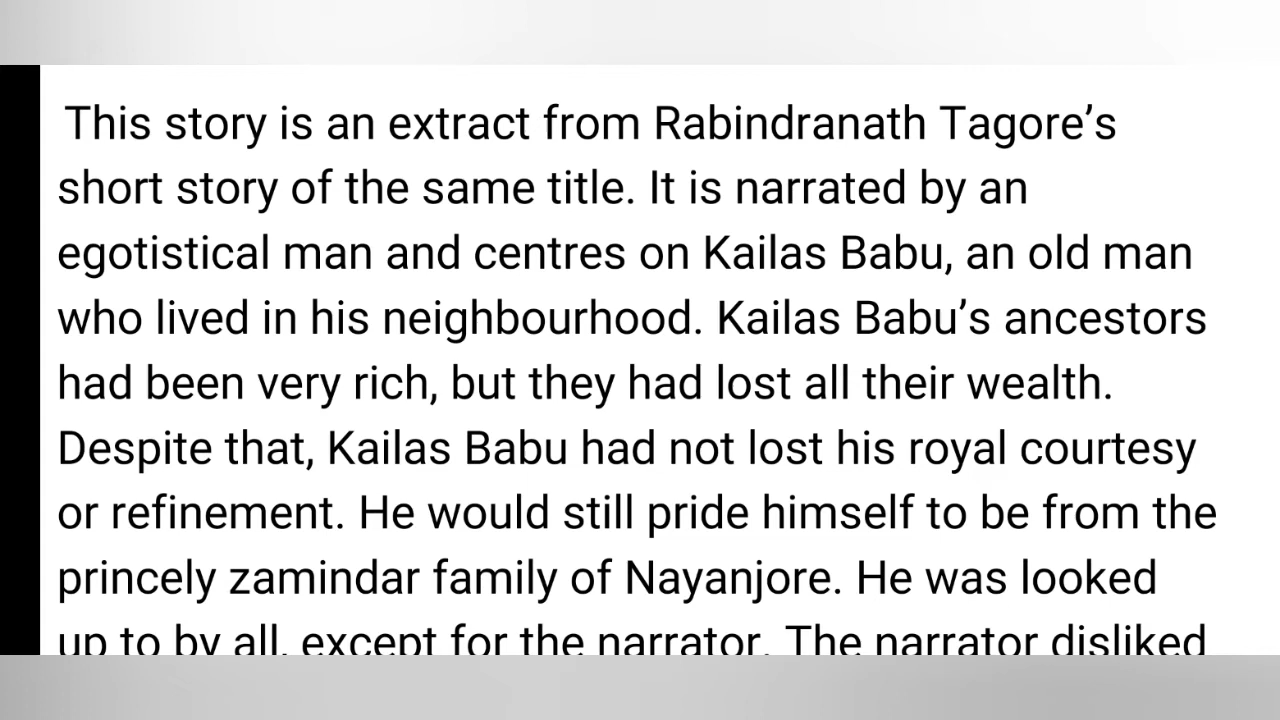 This story is an extract from Rabindranath Tagore’s
short story of the same title. It is narrated by an
egotistical man and centres on Kailas Babu, an old man
who lived in his neighbourhood. Kailas Babu’s ancestors
had been very rich, but they had lost all their wealth.
Despite that, Kailas Babu had not lost his royal courtesy
or refinement. He would still pride himself to be from the
princely zamindar family of Nayanjore. He was looked
up to by all, except for the narrator. The narrator disliked